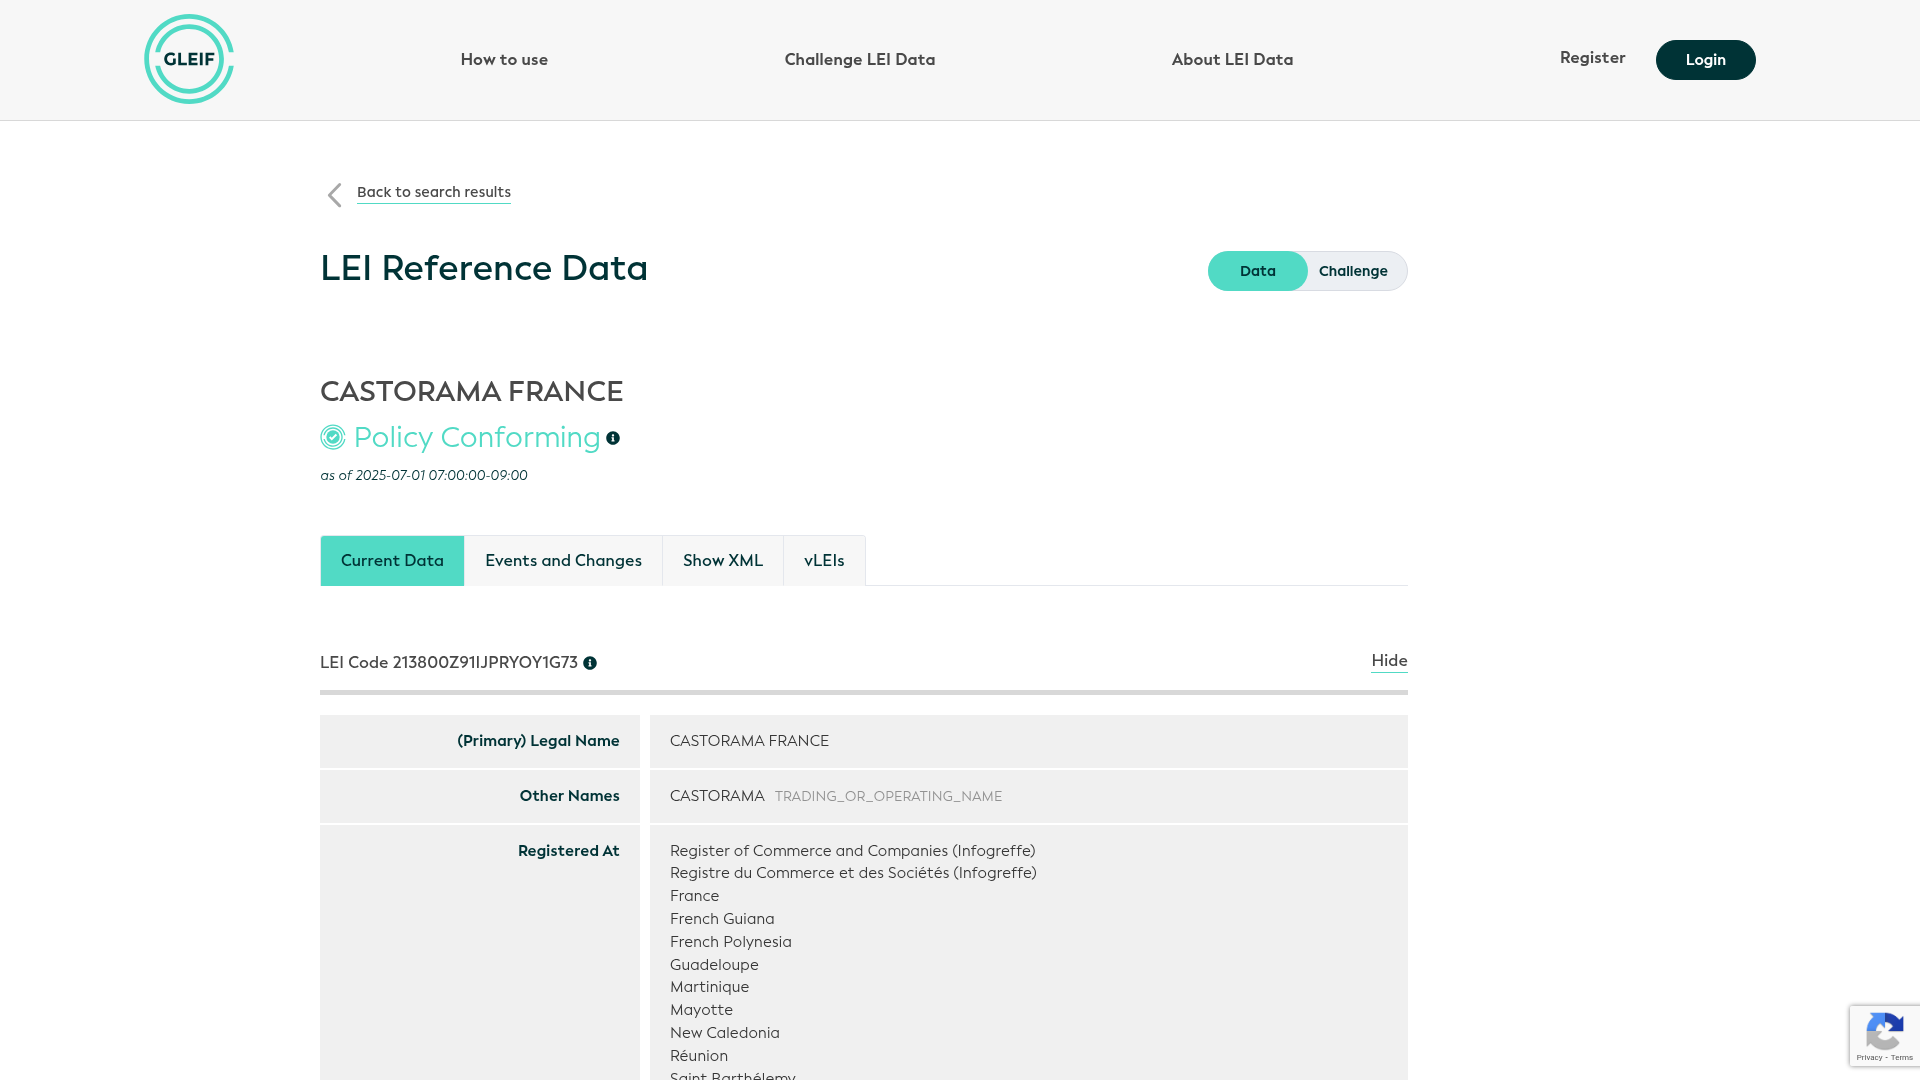 GLEIF
How to use
Challenge LEI Data
About LEI Data
Register
Login
Back to search results
LEI Reference Data
Data
Challenge
CASTORAMA FRANCE
Policy Conforming
as of 2025-07-01 07:00:00-09:00
Current Data
Events and Changes
Show XML
vLEIs
LEI Code 213800Z91IJPRYOY1G73
Hide
(Primary) Legal Name
CASTORAMA FRANCE
Other Names
CASTORAMA TRADING_OR_OPERATING_NAME
Registered At
Register of Commerce and Companies (Infogreffe)
Registre du Commerce et des Sociétés (Infogreffe)
France
French Guiana
French Polynesia
Guadeloupe
Martinique
Mayotte
New Caledonia
Réunion
Saint Barthélemy
Privacy - Terms